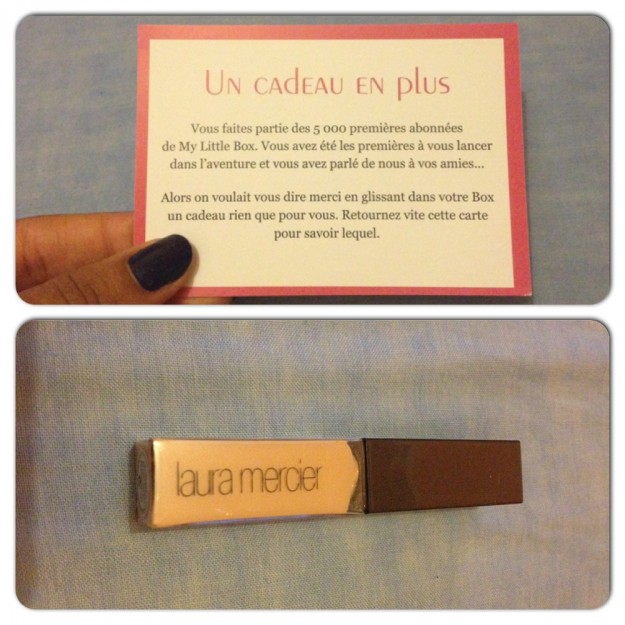 Un cadeau en plus
Vous faites partie des 5 000 premières abonnées
de My Little Box. Vous avez été les premières à vous lancer
dans l'aventure et vous avez parlé de nous à vos amies...
Alors on voulait vous dire merci en glissant dans votre Box
un cadeau rien que pour vous. Retournez vite cette carte
pour savoir lequel.
laura mercier